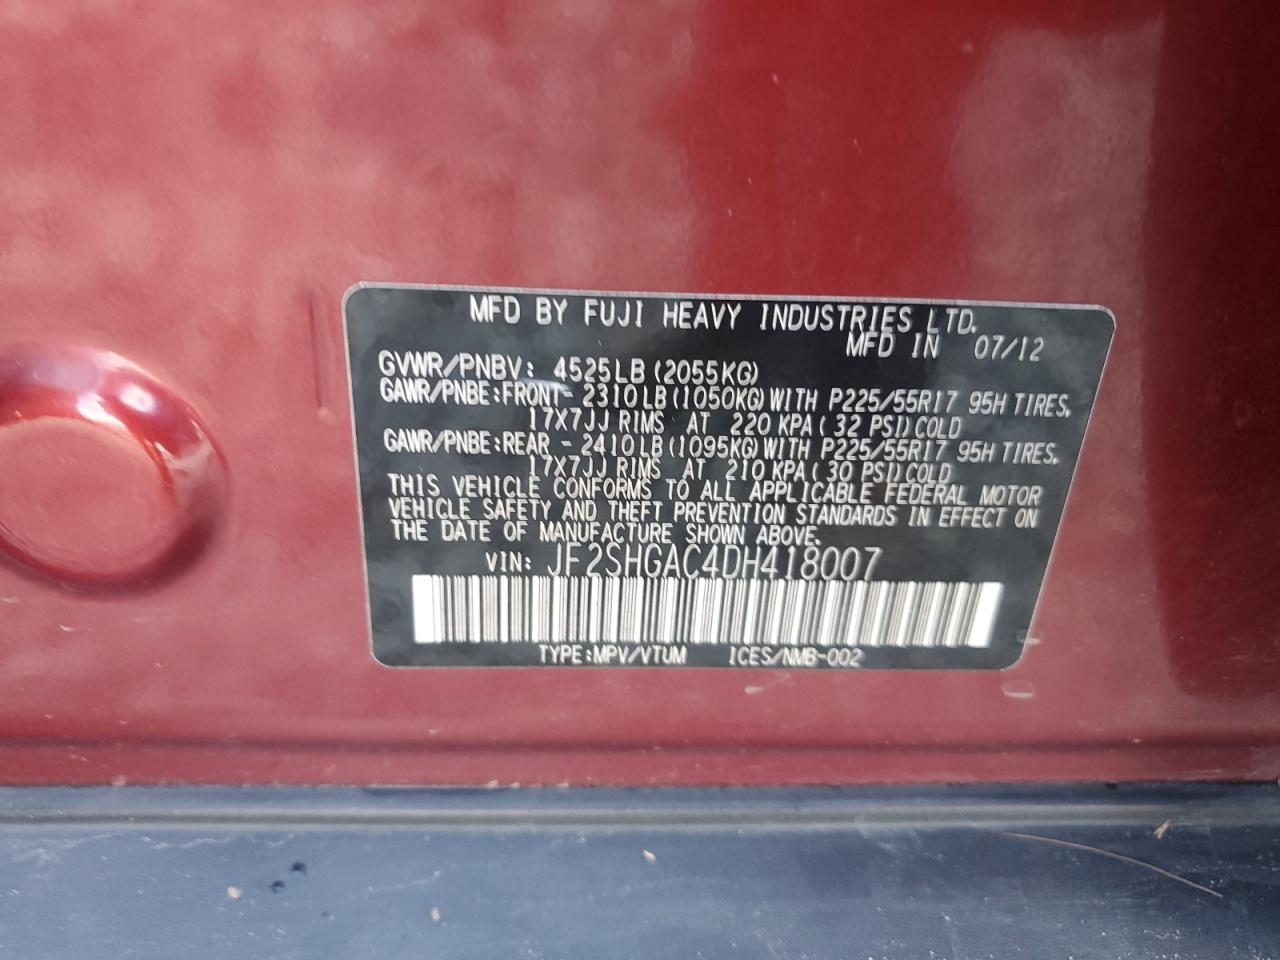 MFD BY FUJI HEAVY INDUSTRIES LTD.
MFD IN 07/12
GVWR/PNBV: 4525LB (2055KG)
GAWR/PNBE:FRONT- 2310LB (1050KG) WITH P225/55R17 95H TIRES,
17X7JJ RIMS AT 220 KPA ( 32 PSI) COLD
GAWR/PNBE:REAR - 2410LB (1095KG) WITH P225/55R17 95H TIRES,
17X7JJ RIMS AT 210 KPA ( 30 PSI) COLD
THIS VEHICLE CONFORMS TO ALL APPLICABLE FEDERAL MOTOR
VEHICLE SAFETY AND THEFT PREVENTION STANDARDS IN EFFECT ON
THE DATE OF MANUFACTURE SHOWN ABOVE.
VIN: JF2SHGAC4DH418007
TYPE:MPV/VTUM ICES/NMB-002